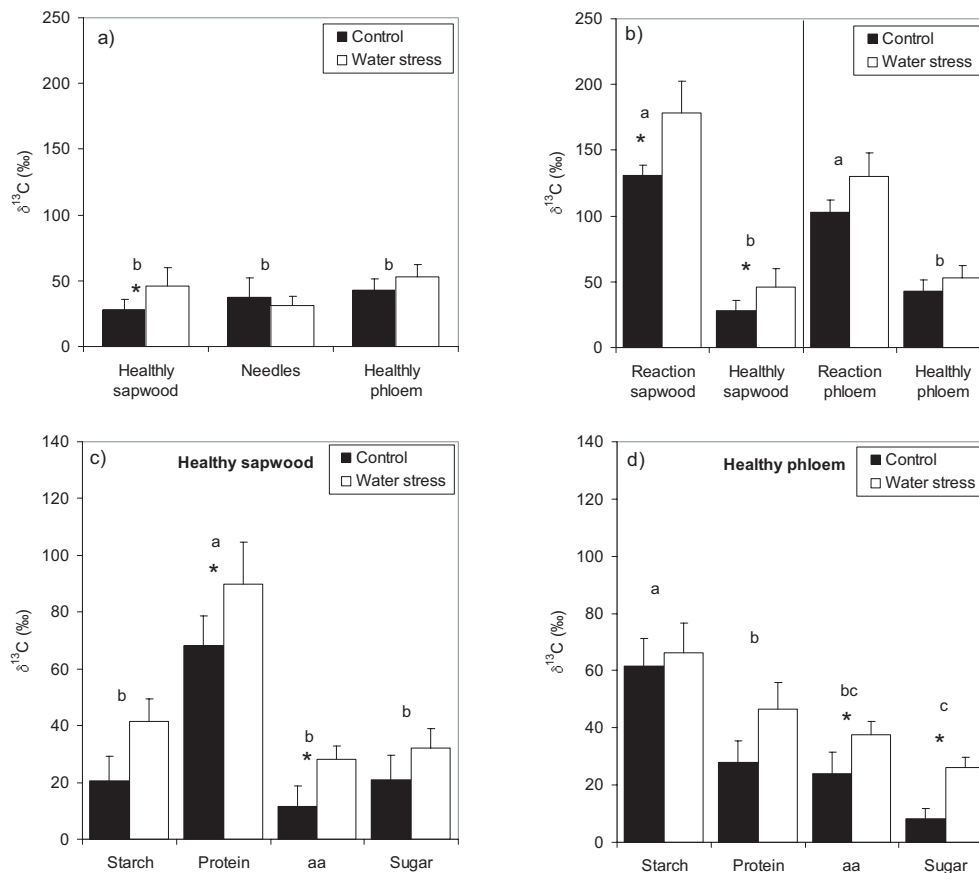 a)
Control
Water stress
250
200
150
100
50
0
δ¹³C (‰)
b
*
b
b
Healthly
sapwood
Needles
Healthly
phloem
b)
Control
Water stress
250
200
150
100
50
0
δ¹³C (‰)
a
*
b
*
a
b
Reaction
sapwood
Healthly
sapwood
Reaction
phloem
Healthly
phloem
c)
Healthy sapwood
Control
Water stress
140
120
100
80
60
40
20
0
δ¹³C (‰)
b
a
*
b
*
b
Starch
Protein
aa
Sugar
d)
Healthy phloem
Control
Water stress
140
120
100
80
60
40
20
0
δ¹³C (‰)
a
b
bc
*
c
*
Starch
Protein
aa
Sugar